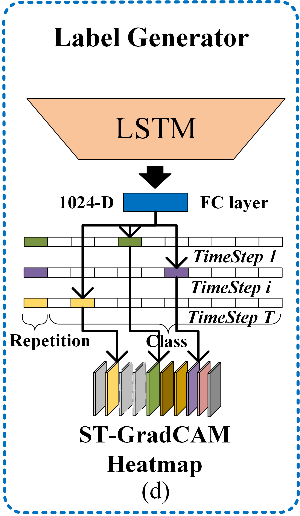 Label Generator
LSTM
1024-D FC layer
TimeStep 1
TimeStep i
TimeStep T
Repetition Class
ST-GradCAM
Heatmap
(d)